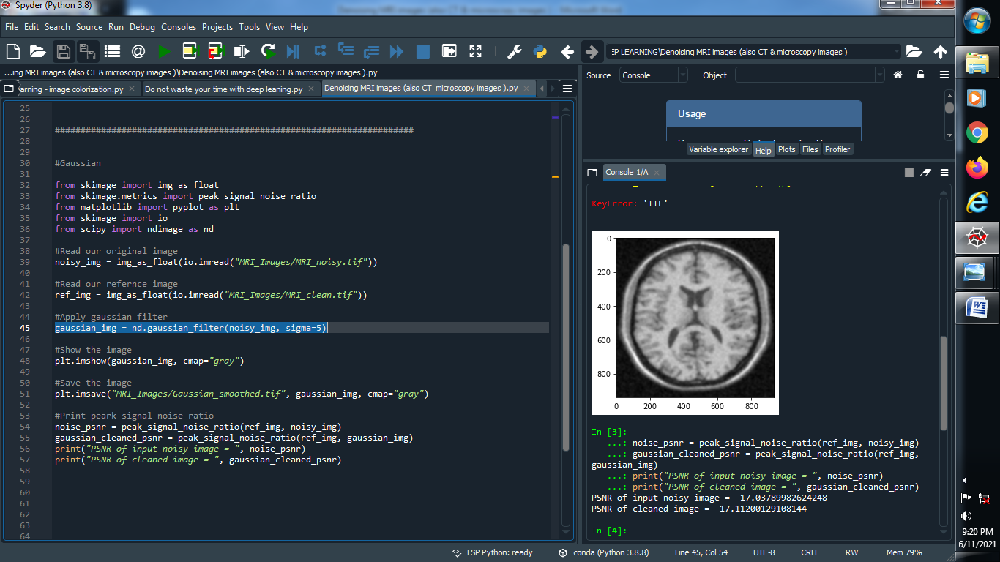 Spyder (Python 3.8)
File Edit Search Source Run Debug Consoles Projects Tools View Help
EP LEARNING\Denoising MRI images (also CT & microscopy images )
...ing MRI images (also CT & microscopy images )\Denoising MRI images (also CT & microscopy images ).py
arning - image colorization.py
Do not waste your time with deep leaning.py
Denoising MRI images (also CT microscopy images ).py
25
26
27 ######################################################################
28
29
30 #Gaussian
31
32 from skimage import img_as_float
33 from skimage.metrics import peak_signal_noise_ratio
34 from matplotlib import pyplot as plt
35 from skimage import io
36 from scipy import ndimage as nd
37
38 #Read our original image
39 noisy_img = img_as_float(io.imread("MRI_Images/MRI_noisy.tif"))
40
41 #Read our refernce image
42 ref_img = img_as_float(io.imread("MRI_Images/MRI_clean.tif"))
43
44 #Apply gaussian filter
45 gaussian_img = nd.gaussian_filter(noisy_img, sigma=5)
46
47 #Show the image
48 plt.imshow(gaussian_img, cmap="gray")
49
50 #Save the image
51 plt.imsave("MRI_Images/Gaussian_smoothed.tif", gaussian_img, cmap="gray")
52
53 #Print peark signal noise ratio
54 noise_psnr = peak_signal_noise_ratio(ref_img, noisy_img)
55 gaussian_cleaned_psnr = peak_signal_noise_ratio(ref_img, gaussian_img)
56 print("PSNR of input noisy image = ", noise_psnr)
57 print("PSNR of cleaned image = ", gaussian_cleaned_psnr)
58
59
60
61
62
63
64
Source Console Object
Usage
Variable explorer Help Plots Files Profiler
Console 1/A
KeyError: 'TIF'
0
200
400
600
800
0 200 400 600 800
In [3]:
...: noise_psnr = peak_signal_noise_ratio(ref_img, noisy_img)
...: gaussian_cleaned_psnr = peak_signal_noise_ratio(ref_img,
gaussian_img)
...: print("PSNR of input noisy image = ", noise_psnr)
...: print("PSNR of cleaned image = ", gaussian_cleaned_psnr)
PSNR of input noisy image =  17.03789982624248
PSNR of cleaned image =  17.11200129108144
In [4]:
LSP Python: ready conda (Python 3.8.8) Line 45, Col 54 UTF-8 CRLF RW Mem 79%
9:20 PM
6/11/2021